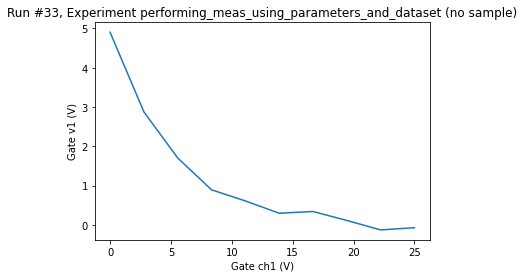 Run #33, Experiment performing_meas_using_parameters_and_dataset (no sample)
5
4
3
2
1
0
Gate v1 (V)
0 5 10 15 20 25
Gate ch1 (V)